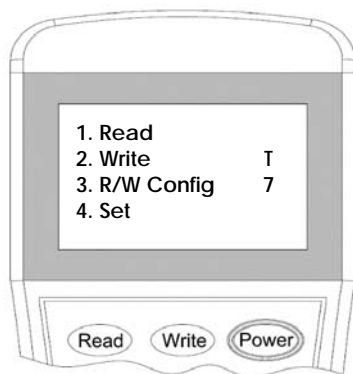 1. Read
2. Write T
3. R/W Config 7
4. Set
Read Write Power